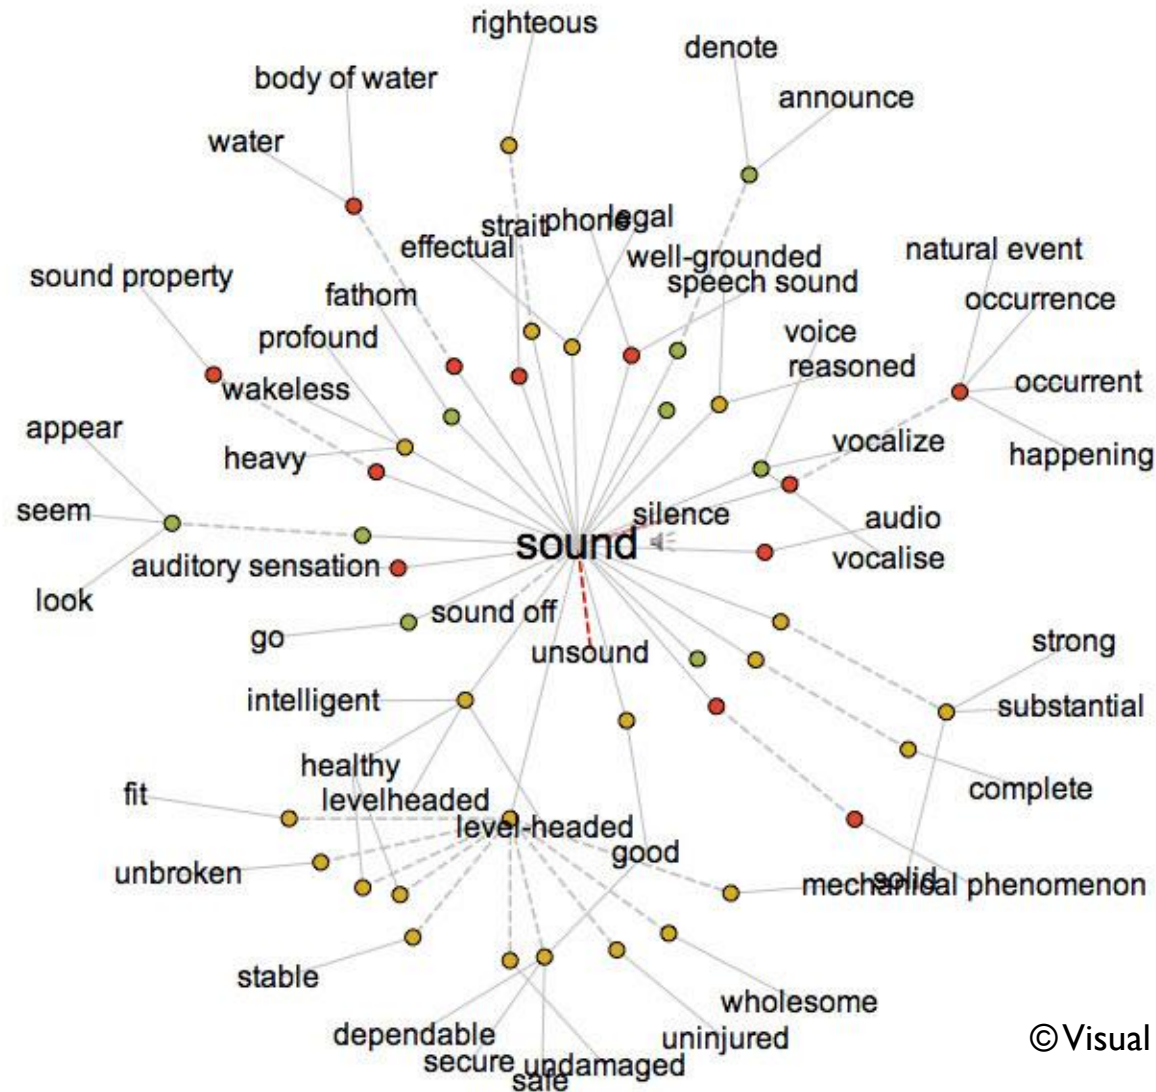 righteous
denote
body of water
announce
water
strait
phone
legal
effectual
well-grounded
natural event
sound property
speech sound
fathom
occurrence
profound
voice
reasoned
wakeless
occurrent
appear
vocalize
heavy
happening
seem
silence
audio
sound
auditory sensation
vocalise
look
sound off
go
unsound
strong
intelligent
substantial
healthy
complete
fit
levelheaded
level-headed
good
unbroken
solid
mechanical phenomenon
stable
wholesome
dependable
uninjured
secure
undamaged
safe
© Visual